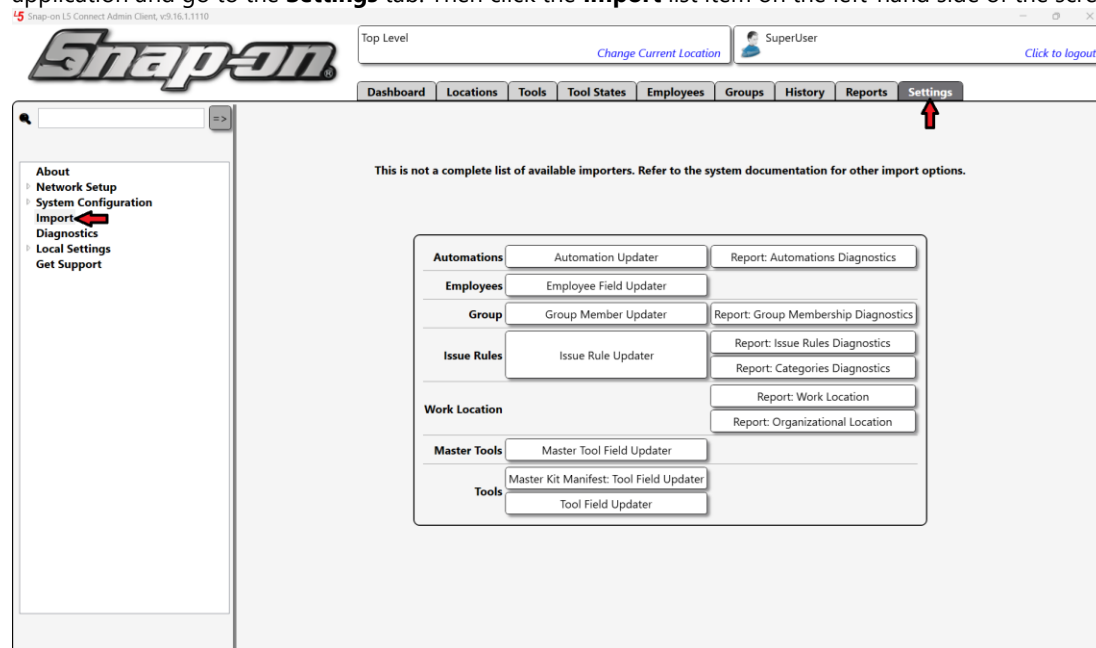 application and go to the Settings tab. Then click the Import list item on the left-hand side of the
L5 Snap-on L5 Connect Admin Client, v:9.16.1.1110
Snap-on®
Top Level
Change Current Location
SuperUser
Click to logout
Dashboard Locations Tools Tool States Employees Groups History Reports Settings
=>
About
Network Setup
System Configuration
Import
Diagnostics
Local Settings
Get Support
This is not a complete list of available importers. Refer to the system documentation for other import options.
Automations Automation Updater Report: Automations Diagnostics
Employees Employee Field Updater
Group Group Member Updater Report: Group Membership Diagnostics
Issue Rules Issue Rule Updater Report: Issue Rules Diagnostics
Report: Categories Diagnostics
Work Location Report: Work Location
Report: Organizational Location
Master Tools Master Tool Field Updater
Tools Master Kit Manifest: Tool Field Updater
Tool Field Updater